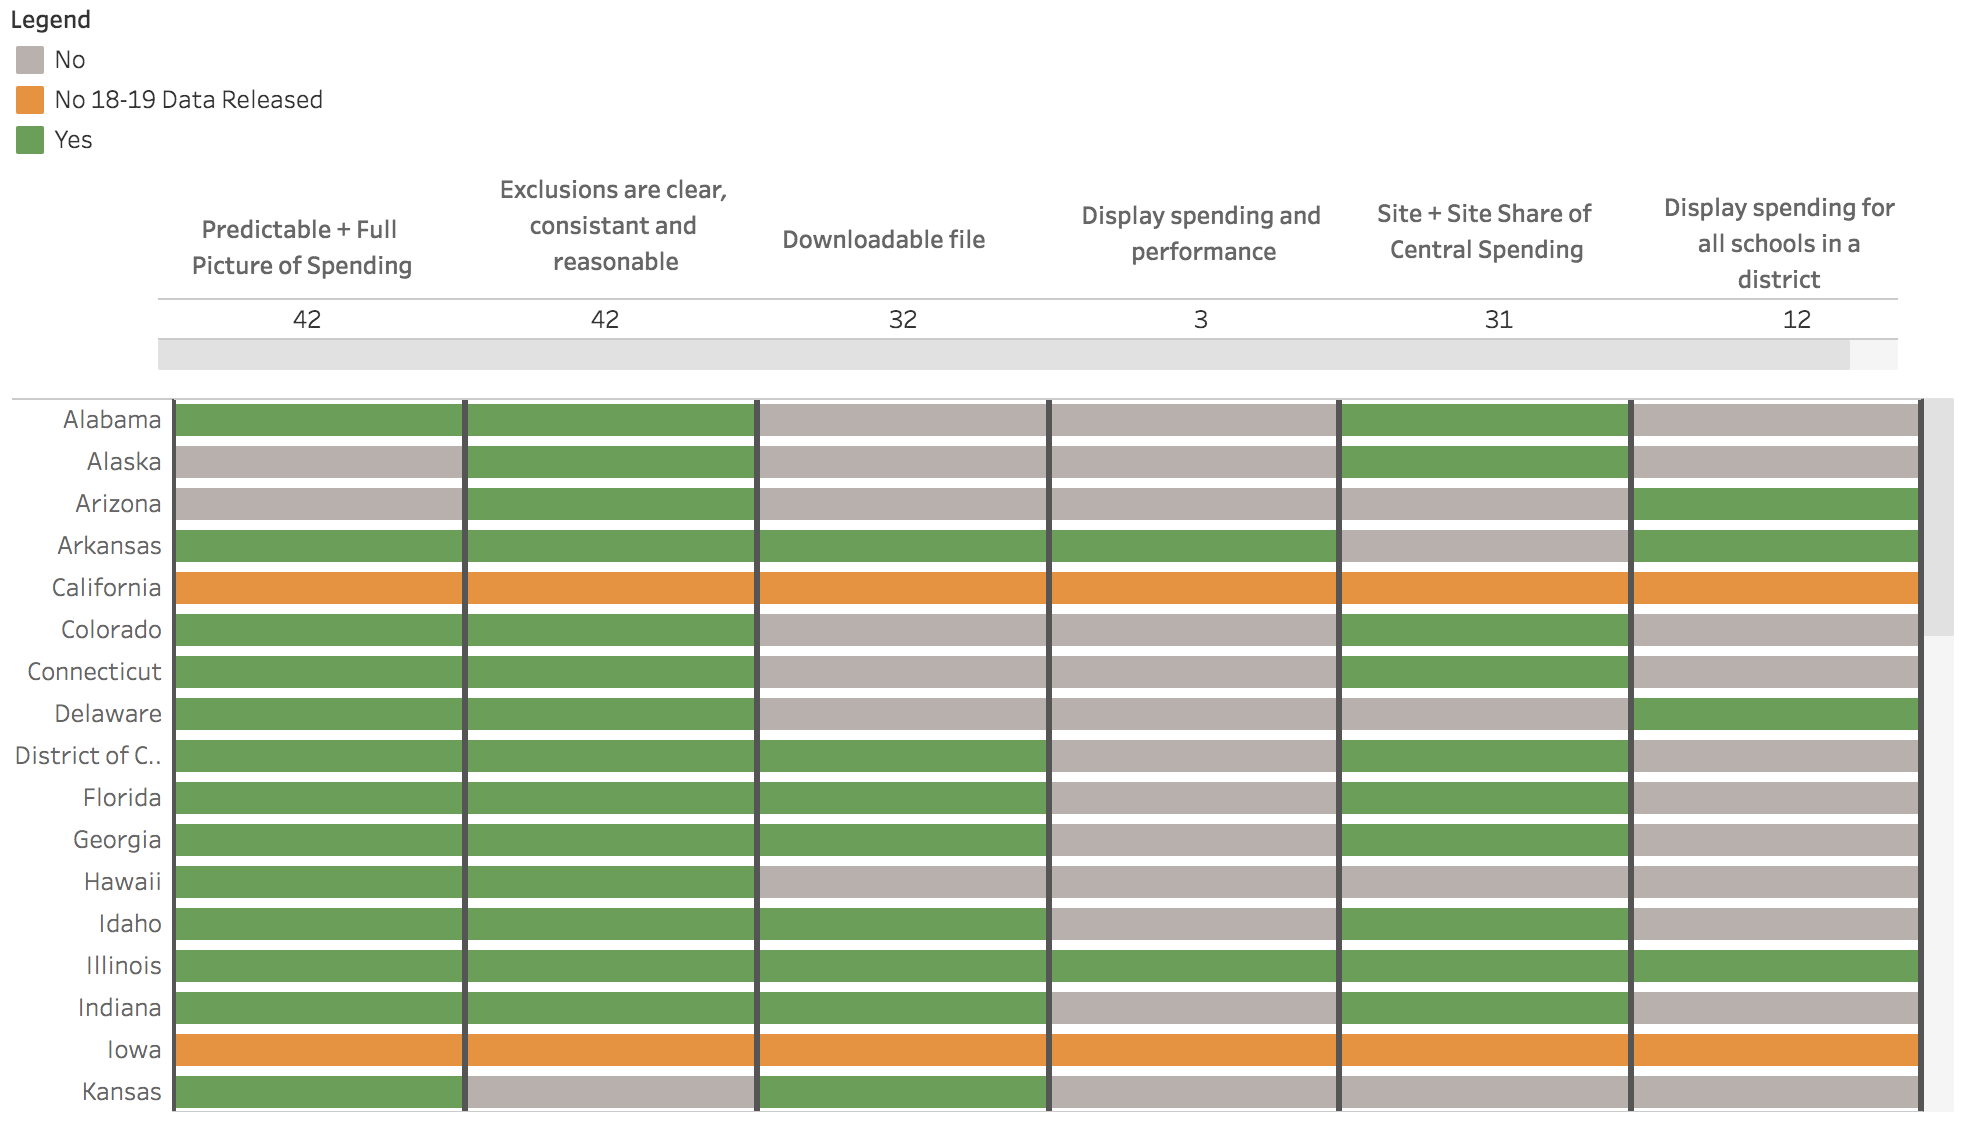 Legend
No
No 18-19 Data Released
Yes
Predictable + Full
Picture of Spending
Exclusions are clear,
consistant and
reasonable
Downloadable file
Display spending and
performance
Site + Site Share of
Central Spending
Display spending for
all schools in a
district
42 42 32 3 31 12
Alabama
Alaska
Arizona
Arkansas
California
Colorado
Connecticut
Delaware
District of C..
Florida
Georgia
Hawaii
Idaho
Illinois
Indiana
Iowa
Kansas